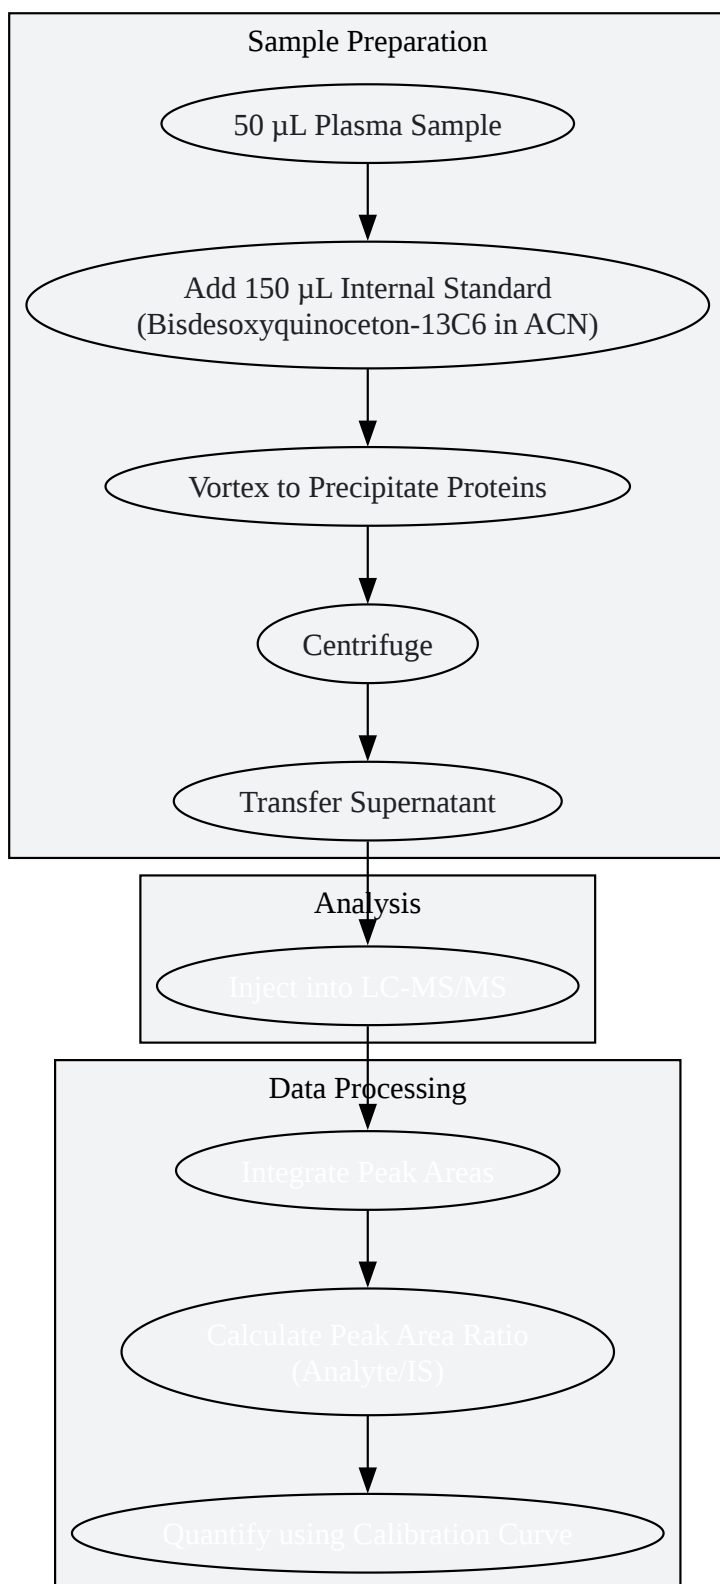 Sample Preparation
50 µL Plasma Sample
Add 150 µL Internal Standard
(Bisdesoxyquinoceton-13C6 in ACN)
Vortex to Precipitate Proteins
Centrifuge
Transfer Supernatant
Analysis
Inject into LC-MS/MS
Data Processing
Integrate Peak Areas
Calculate Peak Area Ratio
(Analyte/IS)
Quantify using Calibration Curve